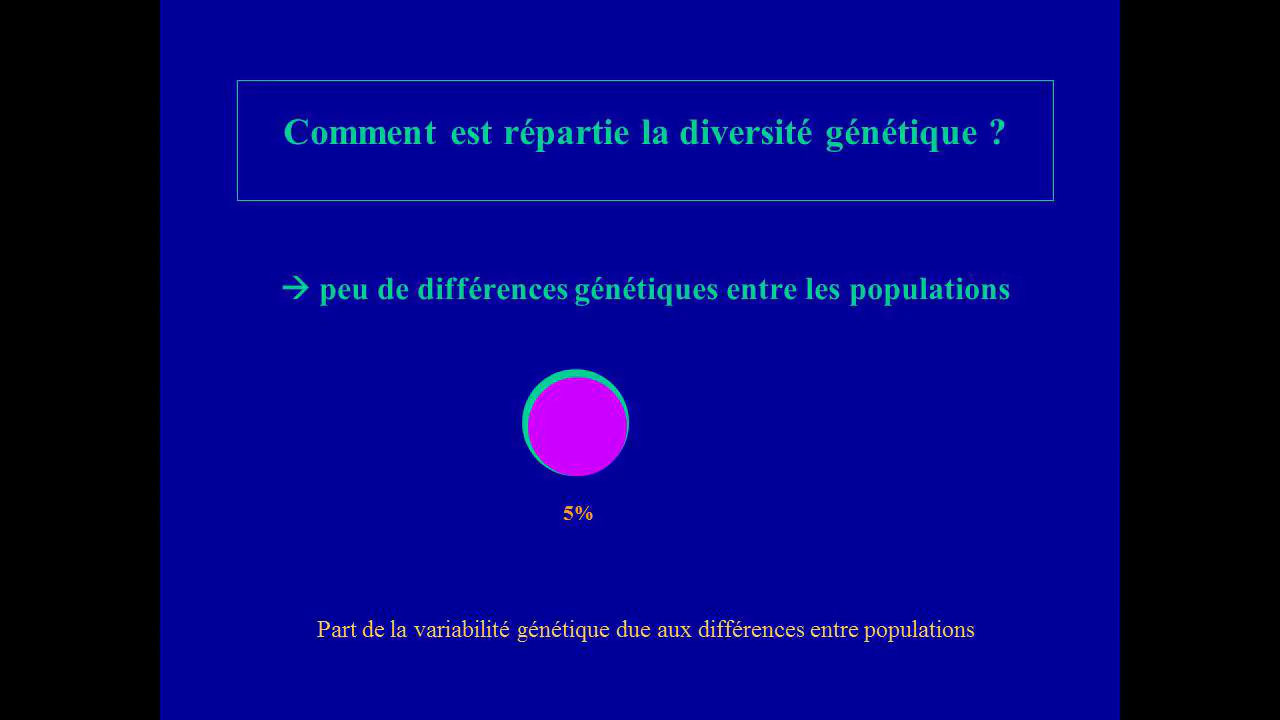 Comment est répartie la diversité génétique ?
→ peu de différences génétiques entre les populations
5%
Part de la variabilité génétique due aux différences entre populations